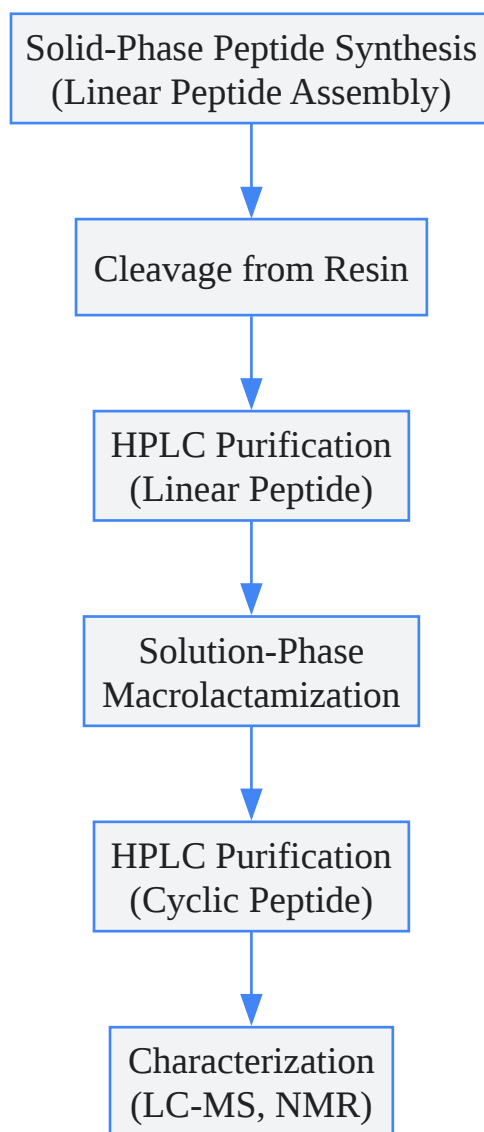 Solid-Phase Peptide Synthesis
(Linear Peptide Assembly)
Cleavage from Resin
HPLC Purification
(Linear Peptide)
Solution-Phase
Macrolactamization
HPLC Purification
(Cyclic Peptide)
Characterization
(LC-MS, NMR)